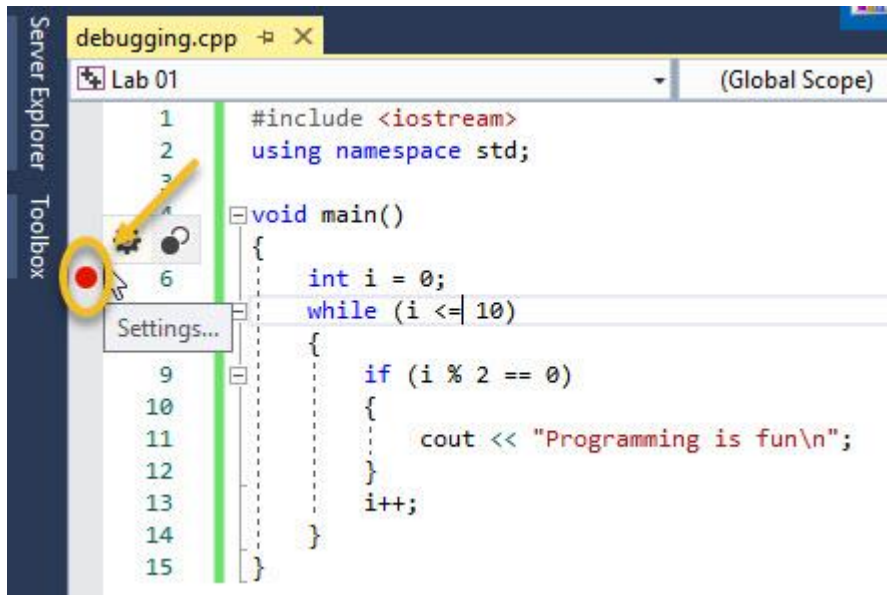 Server Explorer
Toolbox
debugging.cpp
Lab 01
(Global Scope)
1 #include <iostream>
2 using namespace std;
3
4 void main()
{
6 int i = 0;
while (i <= 10)
Settings...
{
9 if (i % 2 == 0)
10 {
11 cout << "Programming is fun\n";
12 }
13 i++;
14 }
15 }